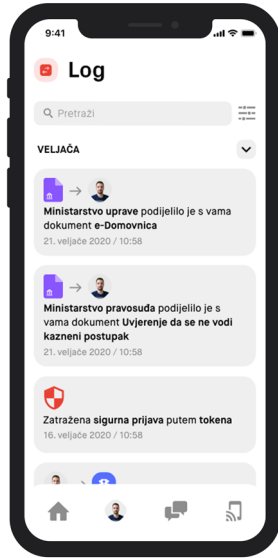 9:41
Log
Pretraži
VELJAČA
Ministarstvo uprave podijelilo je s vama
dokument e-Domovnica
21. veljače 2020 / 10:58
Ministarstvo pravosuđa podijelilo je s
vama dokument Uvjerenje da se ne vodi
kazneni postupak
21. veljače 2020 / 10:58
Zatražena sigurna prijava putem tokena
16. veljače 2020 / 10:58